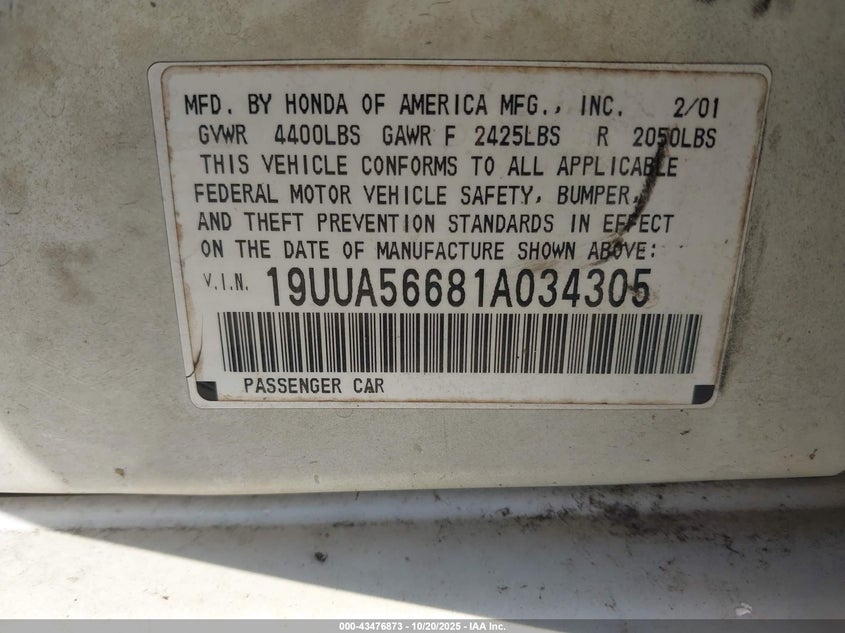 MFD. BY HONDA OF AMERICA MFG., INC. 2/01
GVWR 4400LBS GAWR F 2425LBS R 2050LBS
THIS VEHICLE CONFORMS TO ALL APPLICABLE
FEDERAL MOTOR VEHICLE SAFETY, BUMPER,
AND THEFT PREVENTION STANDARDS IN EFFECT
ON THE DATE OF MANUFACTURE SHOWN ABOVE:
V.I.N. 19UUA56681A034305
PASSENGER CAR
000-43476873 - 10/20/2025 - IAA Inc.